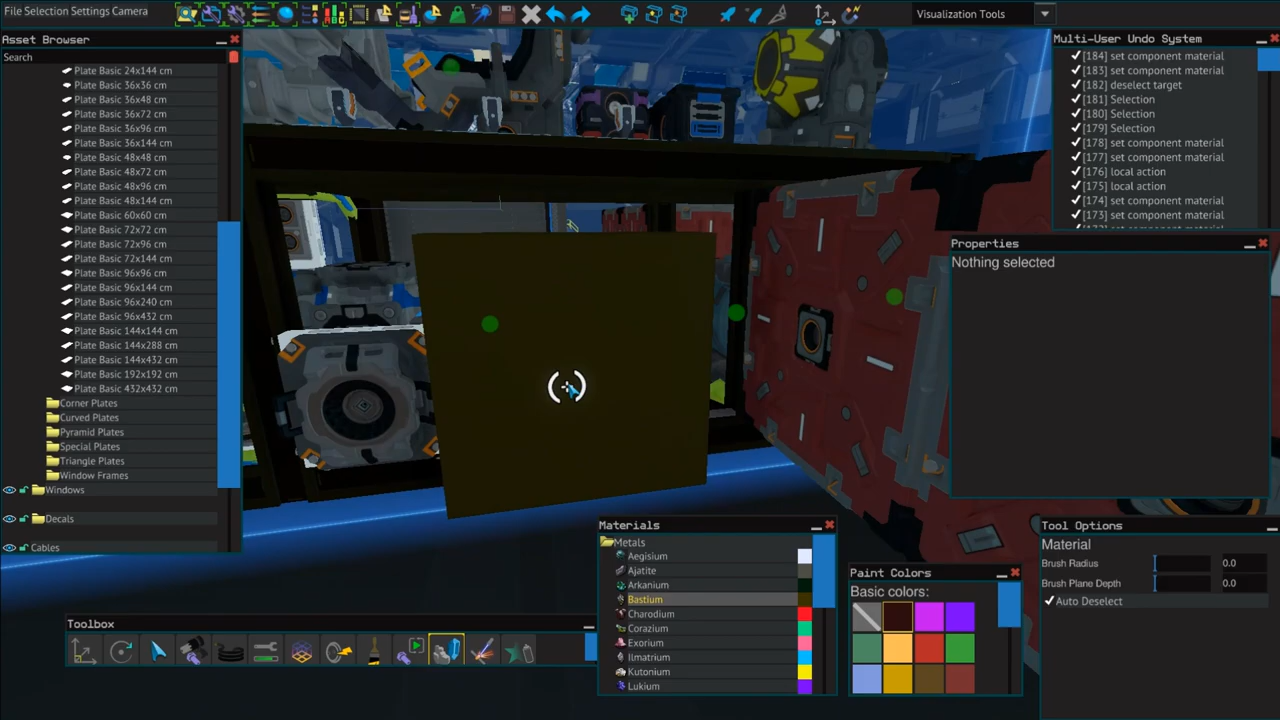 File Selection Settings Camera
Visualization Tools
Asset Browser
Search
Plate Basic 24x144 cm
Plate Basic 36x36 cm
Plate Basic 36x48 cm
Plate Basic 36x72 cm
Plate Basic 36x96 cm
Plate Basic 36x144 cm
Plate Basic 48x48 cm
Plate Basic 48x72 cm
Plate Basic 48x96 cm
Plate Basic 48x144 cm
Plate Basic 60x60 cm
Plate Basic 72x72 cm
Plate Basic 72x96 cm
Plate Basic 72x144 cm
Plate Basic 96x96 cm
Plate Basic 96x144 cm
Plate Basic 96x240 cm
Plate Basic 96x432 cm
Plate Basic 144x144 cm
Plate Basic 144x288 cm
Plate Basic 144x432 cm
Plate Basic 192x192 cm
Plate Basic 432x432 cm
Corner Plates
Curved Plates
Pyramid Plates
Special Plates
Triangle Plates
Window Frames
Windows
Decals
Cables
Multi-User Undo System
[184] set component material
[183] set component material
[182] deselect target
[181] Selection
[180] Selection
[179] Selection
[178] set component material
[177] set component material
[176] local action
[175] local action
[174] set component material
[173] set component material
Properties
Nothing selected
Toolbox
Materials
Metals
Aegisium
Ajatite
Arkanium
Bastium
Charodium
Corazium
Exorium
Ilmatrium
Kutonium
Lukium
Paint Colors
Basic colors:
Tool Options
Material
Brush Radius 0.0
Brush Plane Depth 0.0
Auto Deselect